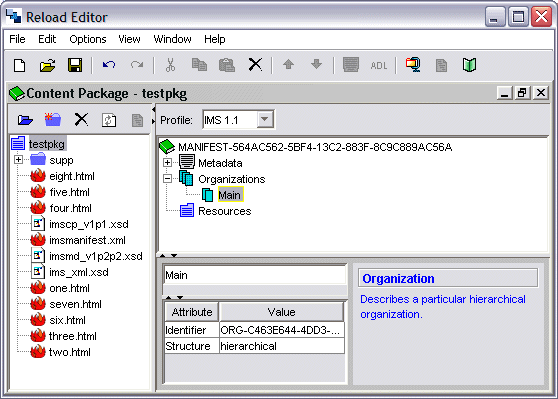 Reload Editor
File Edit Options View Window Help
ADL
Content Package - testpkg
Profile: IMS 1.1
testpkg
supp
eight.html
five.html
four.html
imscp_v1p1.xsd
imsmanifest.xml
imsmd_v1p2p2.xsd
ims_xml.xsd
one.html
seven.html
six.html
three.html
two.html
MANIFEST-564AC562-5BF4-13C2-883F-8C9C889AC56A
Metadata
Organizations
Main
Resources
Main
Attribute Value
Identifier ORG-C463E644-4DD3-...
Structure hierarchical
Organization
Describes a particular hierarchical
organization.